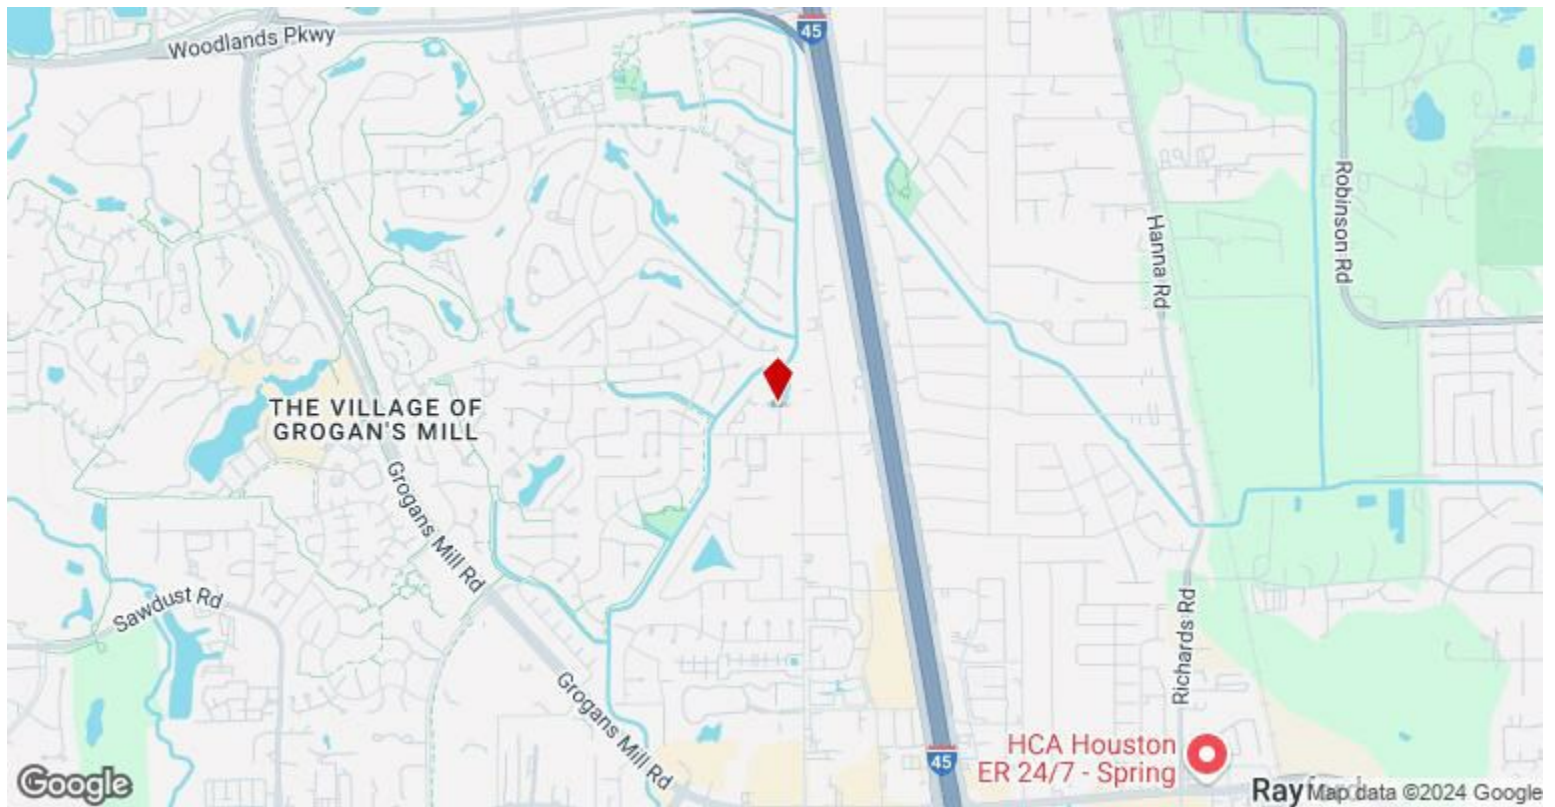 45
Woodlands Pkwy
Robinson Rd
Hanna Rd
THE VILLAGE OF
GROGAN'S MILL
Grogans Mill Rd
Sawdust Rd
Richards Rd
Grogans Mill Rd
HCA Houston
ER 24/7 - Spring
45
Google
Ray
Map data ©2024 Google